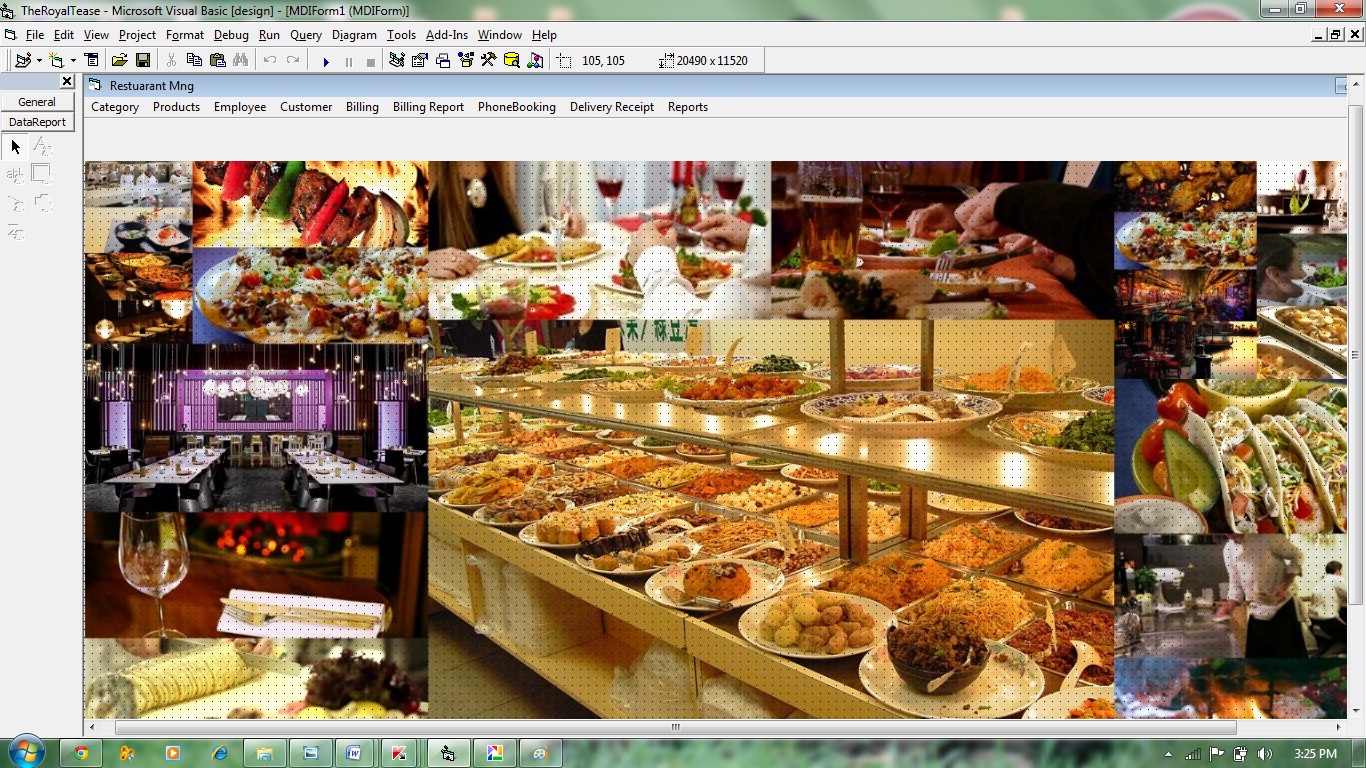 TheRoyalTease - Microsoft Visual Basic [design] - [MDIForm1 (MDIForm)]
File Edit View Project Format Debug Run Query Diagram Tools Add-Ins Window Help
105, 105 20490 x 11520
General
DataReport
Restuarant Mng
Category Products Employee Customer Billing Billing Report PhoneBooking Delivery Receipt Reports
3:25 PM